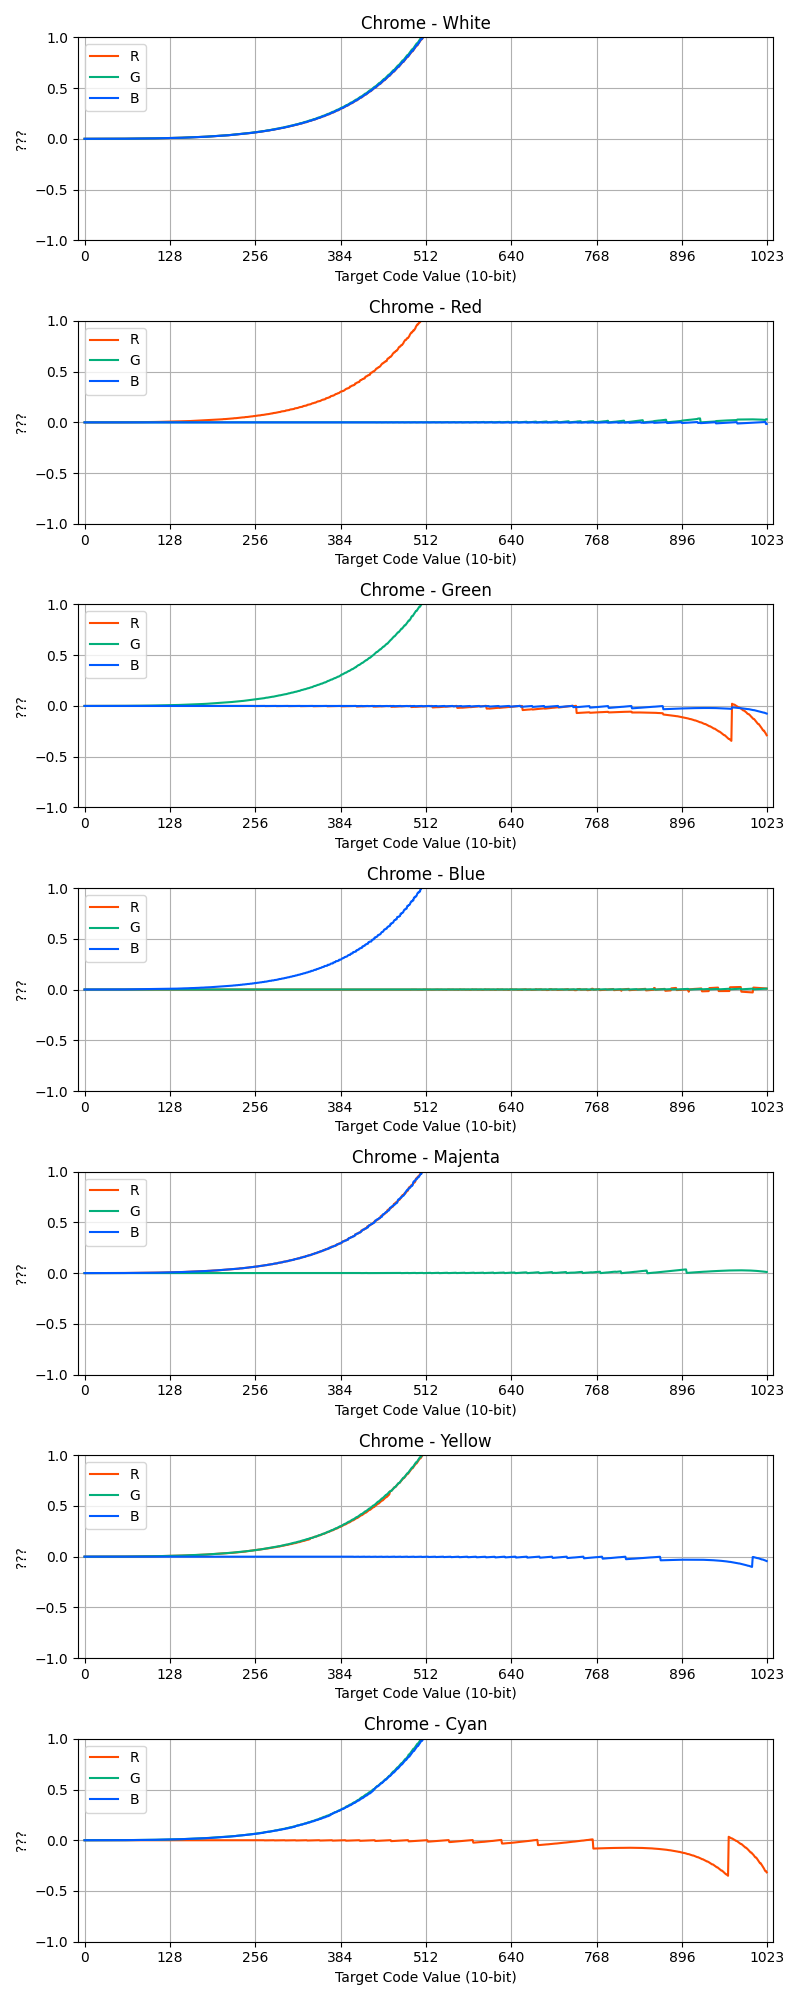 Chrome - White
1.0
0.5
0.0
−0.5
−1.0
???
R
G
B
0 128 256 384 512 640 768 896 1023
Target Code Value (10-bit)
Chrome - Red
1.0
0.5
0.0
−0.5
−1.0
???
R
G
B
0 128 256 384 512 640 768 896 1023
Target Code Value (10-bit)
Chrome - Green
1.0
0.5
0.0
−0.5
−1.0
???
R
G
B
0 128 256 384 512 640 768 896 1023
Target Code Value (10-bit)
Chrome - Blue
1.0
0.5
0.0
−0.5
−1.0
???
R
G
B
0 128 256 384 512 640 768 896 1023
Target Code Value (10-bit)
Chrome - Majenta
1.0
0.5
0.0
−0.5
−1.0
???
R
G
B
0 128 256 384 512 640 768 896 1023
Target Code Value (10-bit)
Chrome - Yellow
1.0
0.5
0.0
−0.5
−1.0
???
R
G
B
0 128 256 384 512 640 768 896 1023
Target Code Value (10-bit)
Chrome - Cyan
1.0
0.5
0.0
−0.5
−1.0
???
R
G
B
0 128 256 384 512 640 768 896 1023
Target Code Value (10-bit)